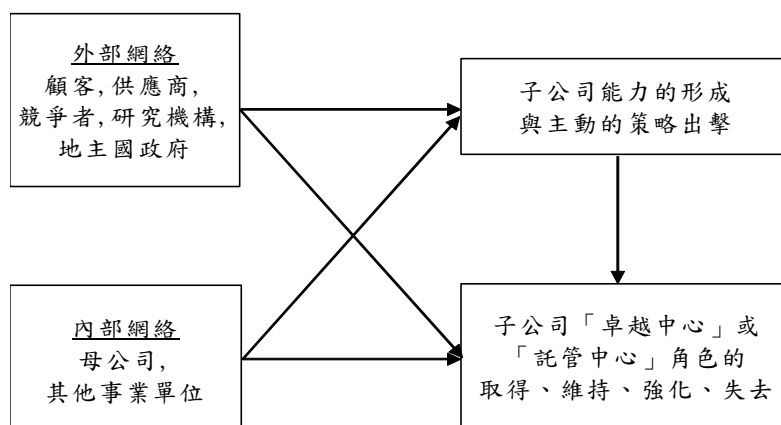 外部網絡
顧客,供應商,
競爭者,研究機構,
地主國政府
子公司能力的形成
與主動的策略出擊
內部網絡
母公司,
其他事業單位
子公司「卓越中心」或
「託管中心」角色的
取得、維持、強化、失去